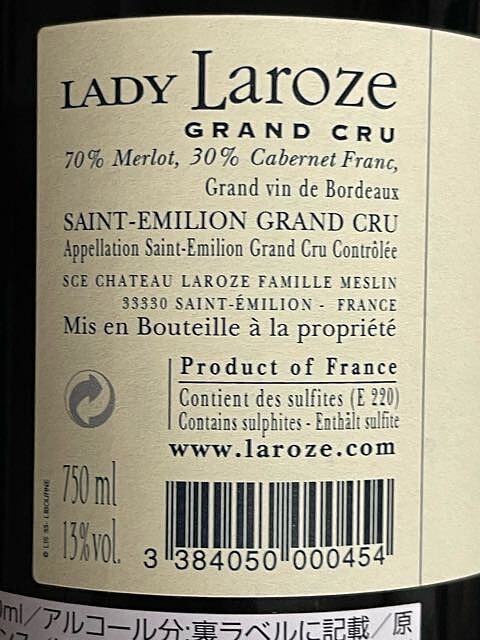 LADY Laroze
GRAND CRU
70% Merlot, 30% Cabernet Franc,
Grand vin de Bordeaux
SAINT-EMILION GRAND CRU
Appellation Saint-Emilion Grand Cru Contrôlée
SCE CHATEAU LAROZE FAMILLE MESLIN
33330 SAINT-ÉMILION - FRANCE
Mis en Bouteille à la propriété
Product of France
Contient des sulfites (E 220)
Contains sulphites - Enthält sulfite
www.laroze.com
750 ml
13%vol.
3 384050 000454
0ml／アルコール分:裏ラベルに記載／原